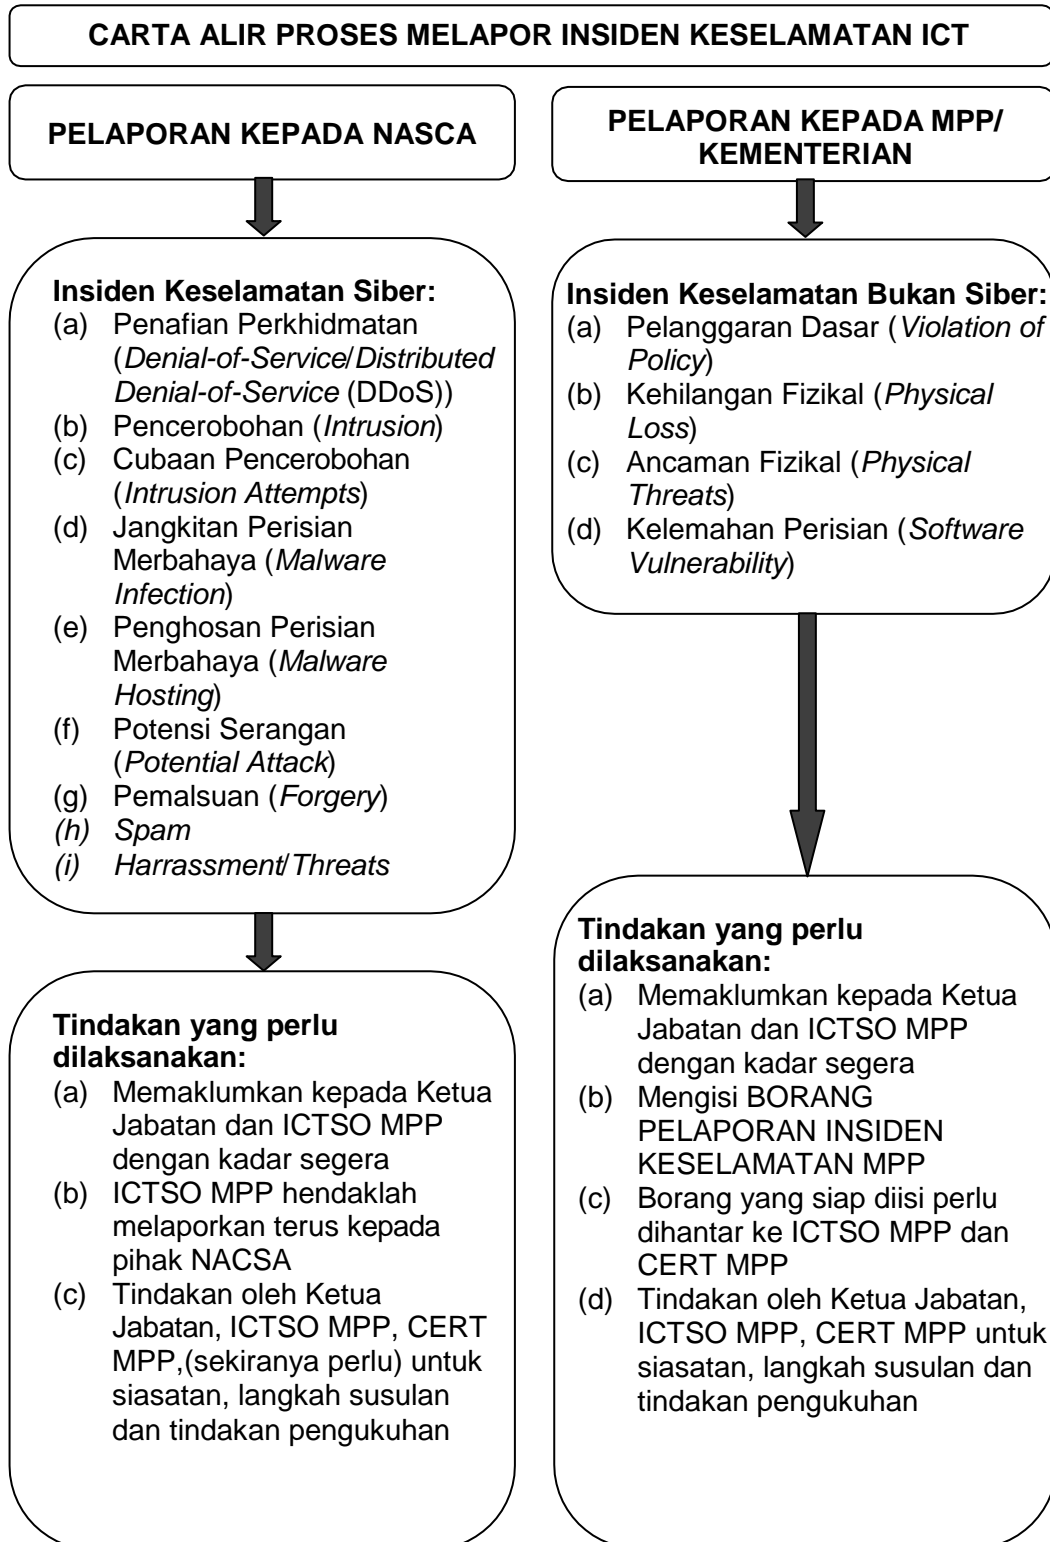 CARTA ALIR PROSES MELAPOR INSIDEN KESELAMATAN ICT
PELAPORAN KEPADA NASCA
Insiden Keselamatan Siber:
(a) Penafian Perkhidmatan
(Denial-of-Service/Distributed
Denial-of-Service (DDoS))
(b) Pencerobohan (Intrusion)
(c) Cubaan Pencerobohan
(Intrusion Attempts)
(d) Jangkitan Perisian
Merbahaya (Malware
Infection)
(e) Penghosan Perisian
Merbahaya (Malware
Hosting)
(f) Potensi Serangan
(Potential Attack)
(g) Pemalsuan (Forgery)
(h) Spam
(i) Harrassment/Threats
Tindakan yang perlu
dilaksanakan:
(a) Memaklumkan kepada Ketua
Jabatan dan ICTSO MPP
dengan kadar segera
(b) ICTSO MPP hendaklah
melaporkan terus kepada
pihak NACSA
(c) Tindakan oleh Ketua
Jabatan, ICTSO MPP, CERT
MPP,(sekiranya perlu) untuk
siasatan, langkah susulan
dan tindakan pengukuhan
PELAPORAN KEPADA MPP/
KEMENTERIAN
Insiden Keselamatan Bukan Siber:
(a) Pelanggaran Dasar (Violation of
Policy)
(b) Kehilangan Fizikal (Physical
Loss)
(c) Ancaman Fizikal (Physical
Threats)
(d) Kelemahan Perisian (Software
Vulnerability)
Tindakan yang perlu
dilaksanakan:
(a) Memaklumkan kepada Ketua
Jabatan dan ICTSO MPP
dengan kadar segera
(b) Mengisi BORANG
PELAPORAN INSIDEN
KESELAMATAN MPP
(c) Borang yang siap diisi perlu
dihantar ke ICTSO MPP dan
CERT MPP
(d) Tindakan oleh Ketua Jabatan,
ICTSO MPP, CERT MPP untuk
siasatan, langkah susulan dan
tindakan pengukuhan